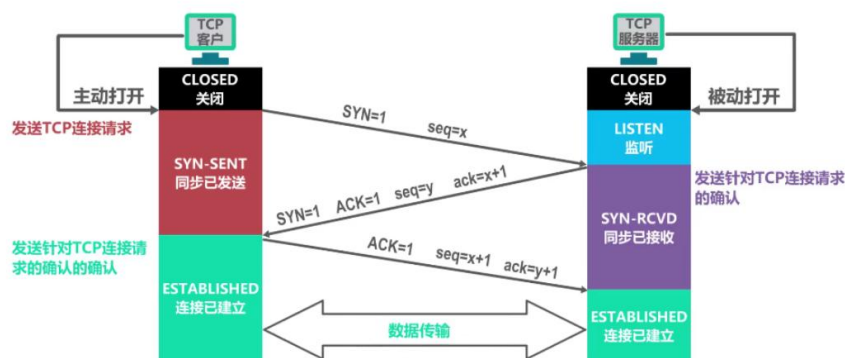 TCP
客户
TCP
服务器
CLOSED
关闭
CLOSED
关闭
主动打开
被动打开
发送TCP连接请求
SYN=1 seq=x
LISTEN
监听
SYN-SENT
同步已发送
SYN=1 ACK=1 seq=y ack=x+1
发送针对TCP连接请求
的确认
SYN-RCVD
同步已接收
发送针对TCP连接请
求的确认的确认
ACK=1 seq=x+1 ack=y+1
ESTABLISHED
连接已建立
数据传输
ESTABLISHED
连接已建立